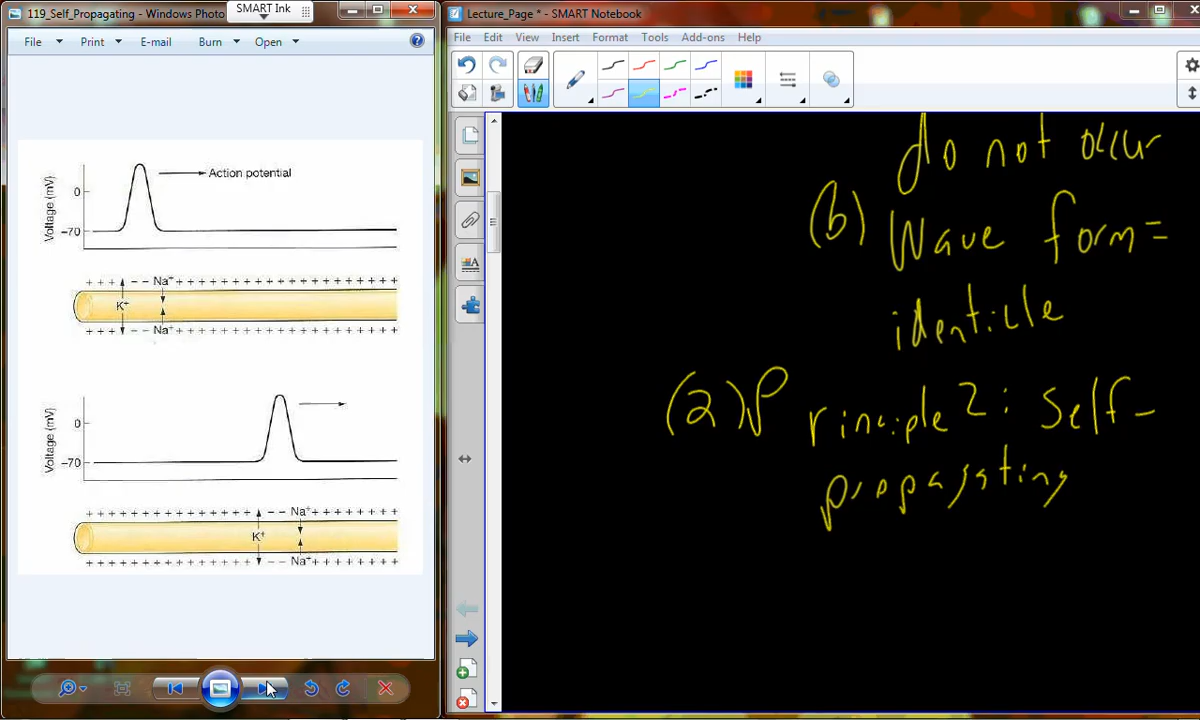 119_Self_Propagating - Windows Photo
SMART Ink
File Print E-mail Burn Open
Voltage (mV)
0
-70
Action potential
+ + + + - - Na+ + + + + + + + + + + + + + + + + + + + +
K+
+ + + - - Na+ + + + + + + + + + + + + + + + + + + + +
Voltage (mV)
0
-70
+ + + + + + + + + + + + + + + + - - Na+ + + + + + + + +
K+
+ + + + + + + + + + + + + + + + - - Na+ + + + + + + + +
Lecture_Page * - SMART Notebook
File Edit View Insert Format Tools Add-ons Help
do not occur
(b) Wave form =
identicle
(2) Principle 2: Self-
propagating